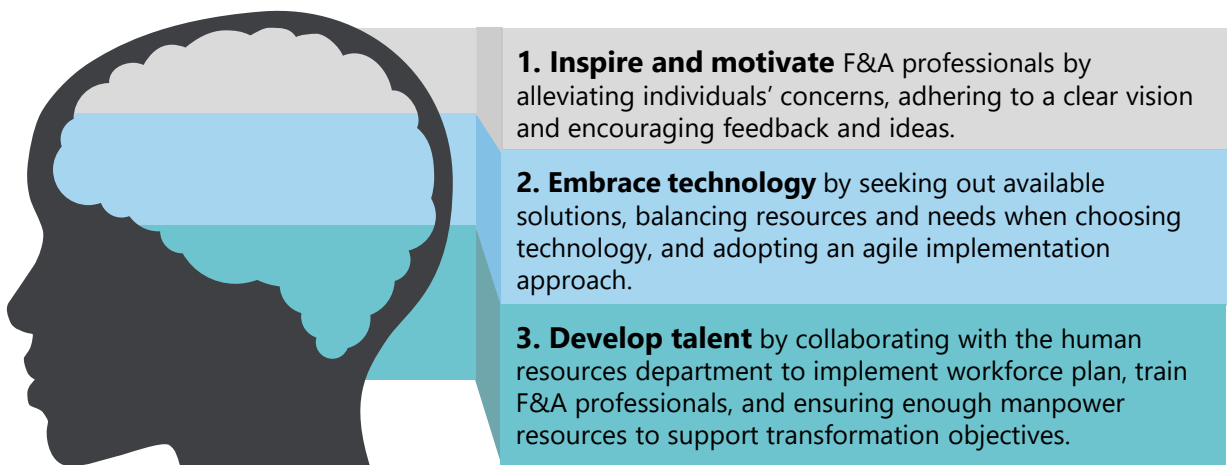 1. Inspire and motivate F&A professionals by
alleviating individuals’ concerns, adhering to a clear vision
and encouraging feedback and ideas.
2. Embrace technology by seeking out available
solutions, balancing resources and needs when choosing
technology, and adopting an agile implementation
approach.
3. Develop talent by collaborating with the human
resources department to implement workforce plan, train
F&A professionals, and ensuring enough manpower
resources to support transformation objectives.